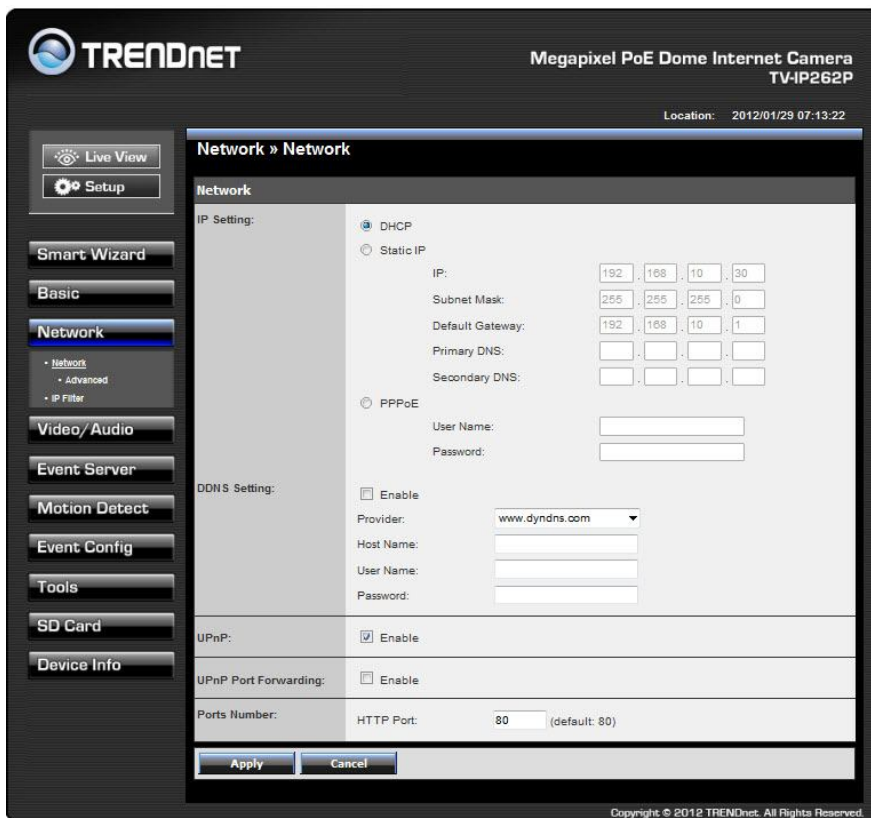 TRENDNET
Megapixel PoE Dome Internet Camera
TV-IP262P
Location: 2012/01/29 07:13:22
Live View
Setup
Smart Wizard
Basic
Network
• Network
• Advanced
• IP Filter
Video/Audio
Event Server
Motion Detect
Event Config
Tools
SD Card
Device Info
Network » Network
Network
IP Setting:
DHCP
Static IP
IP: 192 . 168 . 10 . 30
Subnet Mask: 255 . 255 . 255 . 0
Default Gateway: 192 . 168 . 10 . 1
Primary DNS: . . .
Secondary DNS: . . .
PPPoE
User Name:
Password:
DDNS Setting:
Enable
Provider: www.dyndns.com
Host Name:
User Name:
Password:
UPnP: Enable
UPnP Port Forwarding: Enable
Ports Number: HTTP Port: 80 (default: 80)
Apply Cancel
Copyright © 2012 TRENDnet. All Rights Reserved.